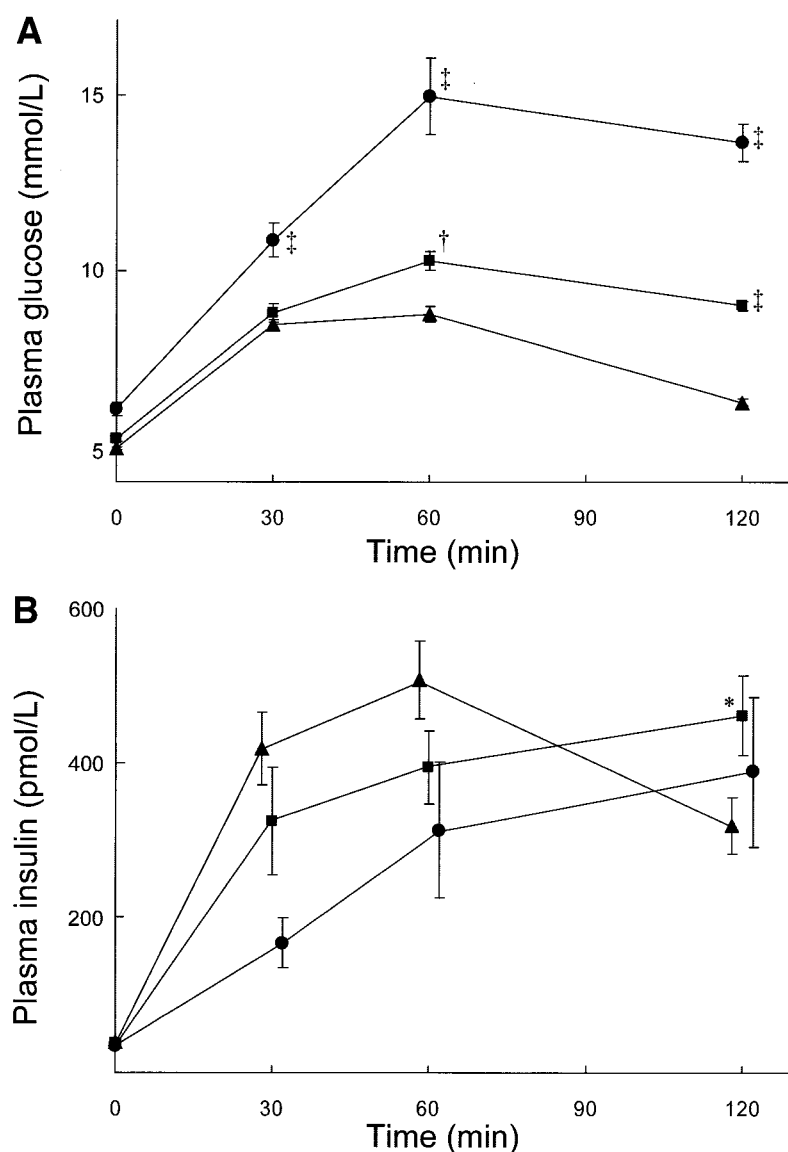 A
Plasma glucose (mmol/L)
15
‡
‡
‡
†
10
‡
5
0 30 60 90 120
Time (min)
B
Plasma insulin (pmol/L)
600
*
400
200
0 30 60 90 120
Time (min)